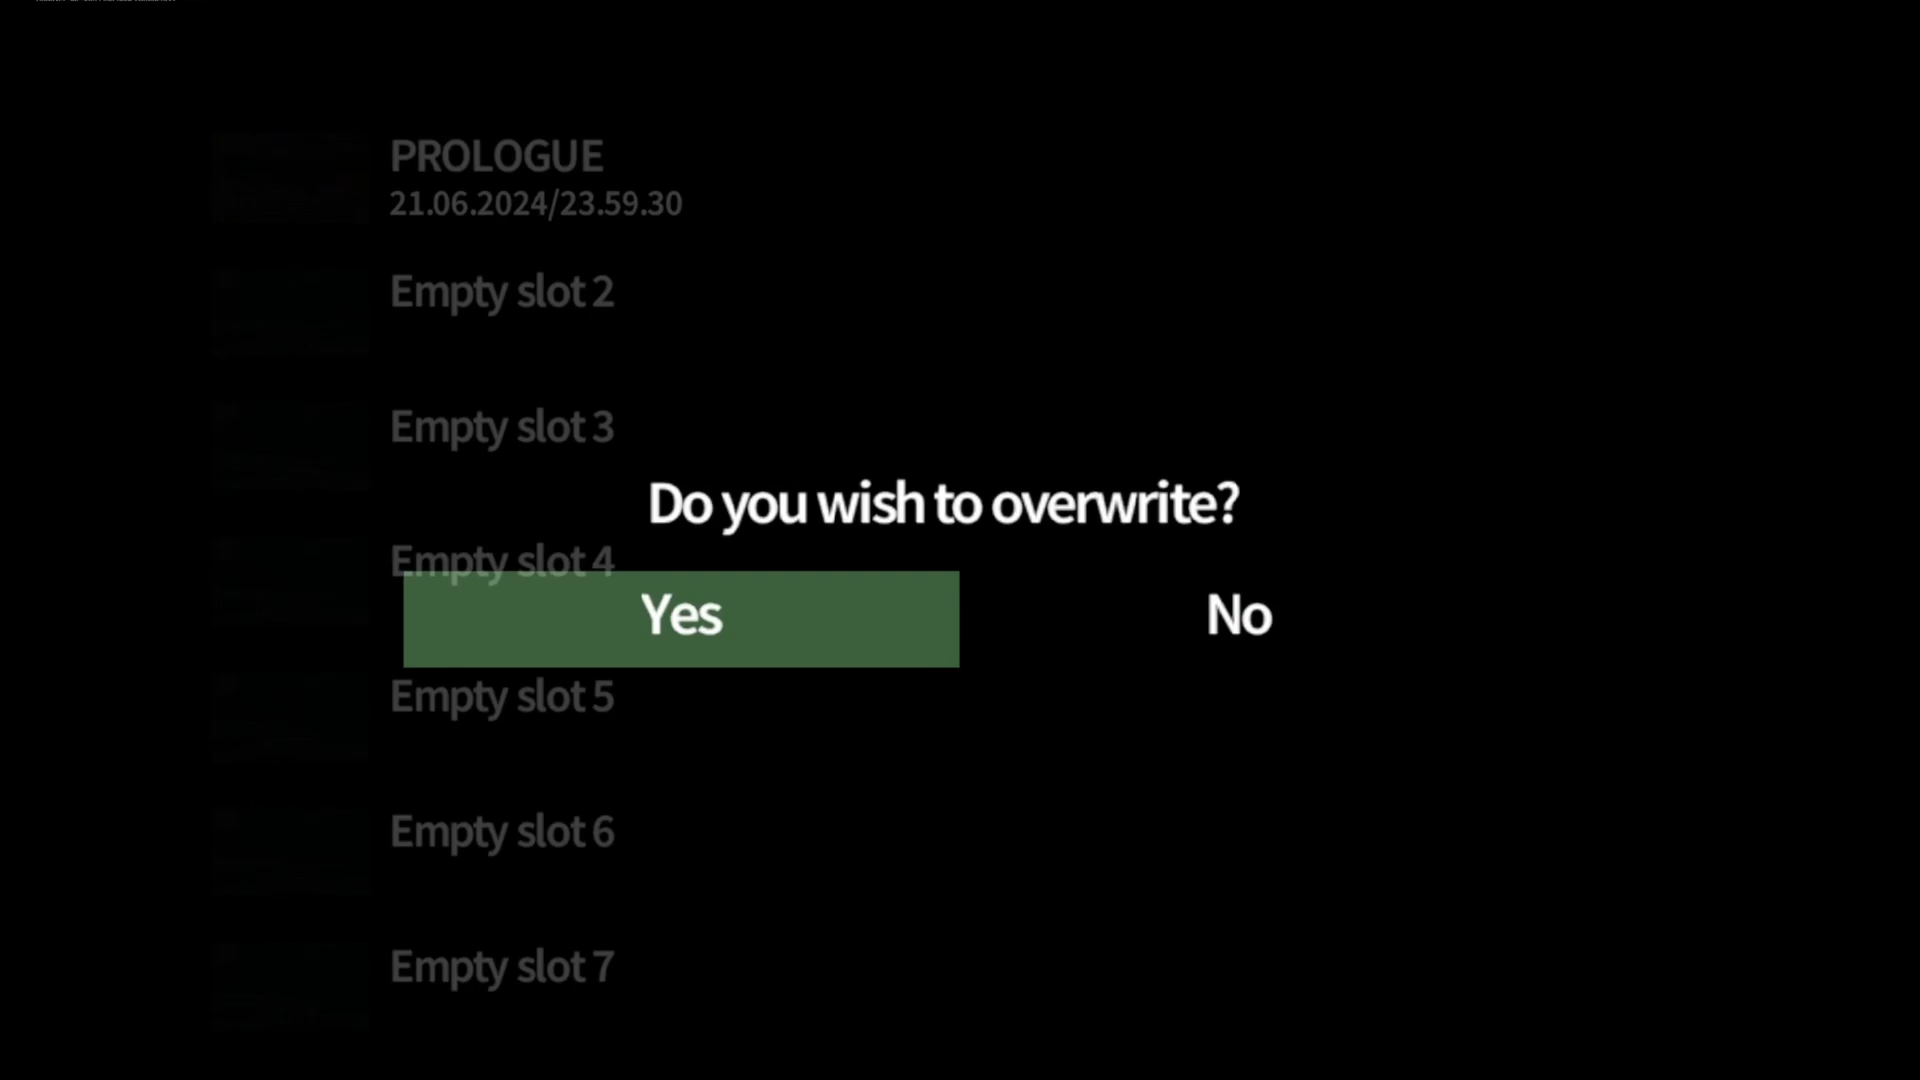 PROLOGUE
21.06.2024/23.59.30
Empty slot 2
Empty slot 3
Do you wish to overwrite?
Empty slot 4
Yes
No
Empty slot 5
Empty slot 6
Empty slot 7